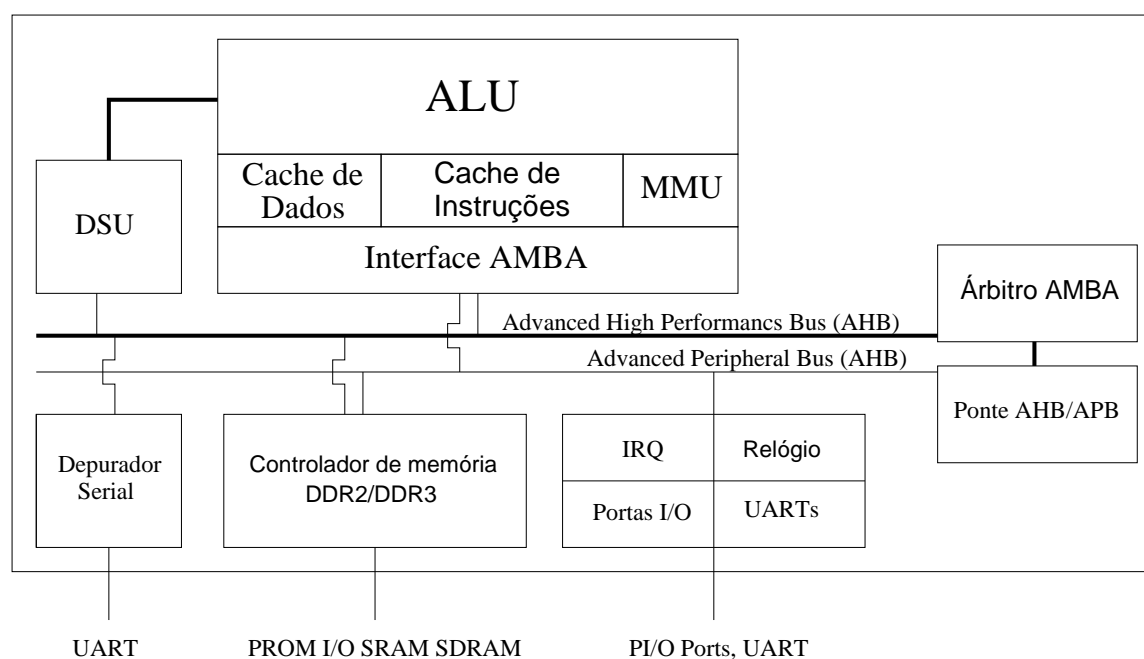 ALU
Cache de
Dados
Cache de
Instruções
MMU
DSU
Interface AMBA
Árbitro AMBA
Advanced High Performancs Bus (AHB)
Advanced Peripheral Bus (AHB)
Ponte AHB/APB
Depurador
Serial
Controlador de memória
DDR2/DDR3
IRQ
Relógio
Portas I/O
UARTs
UART
PROM I/O SRAM SDRAM
PI/O Ports, UART